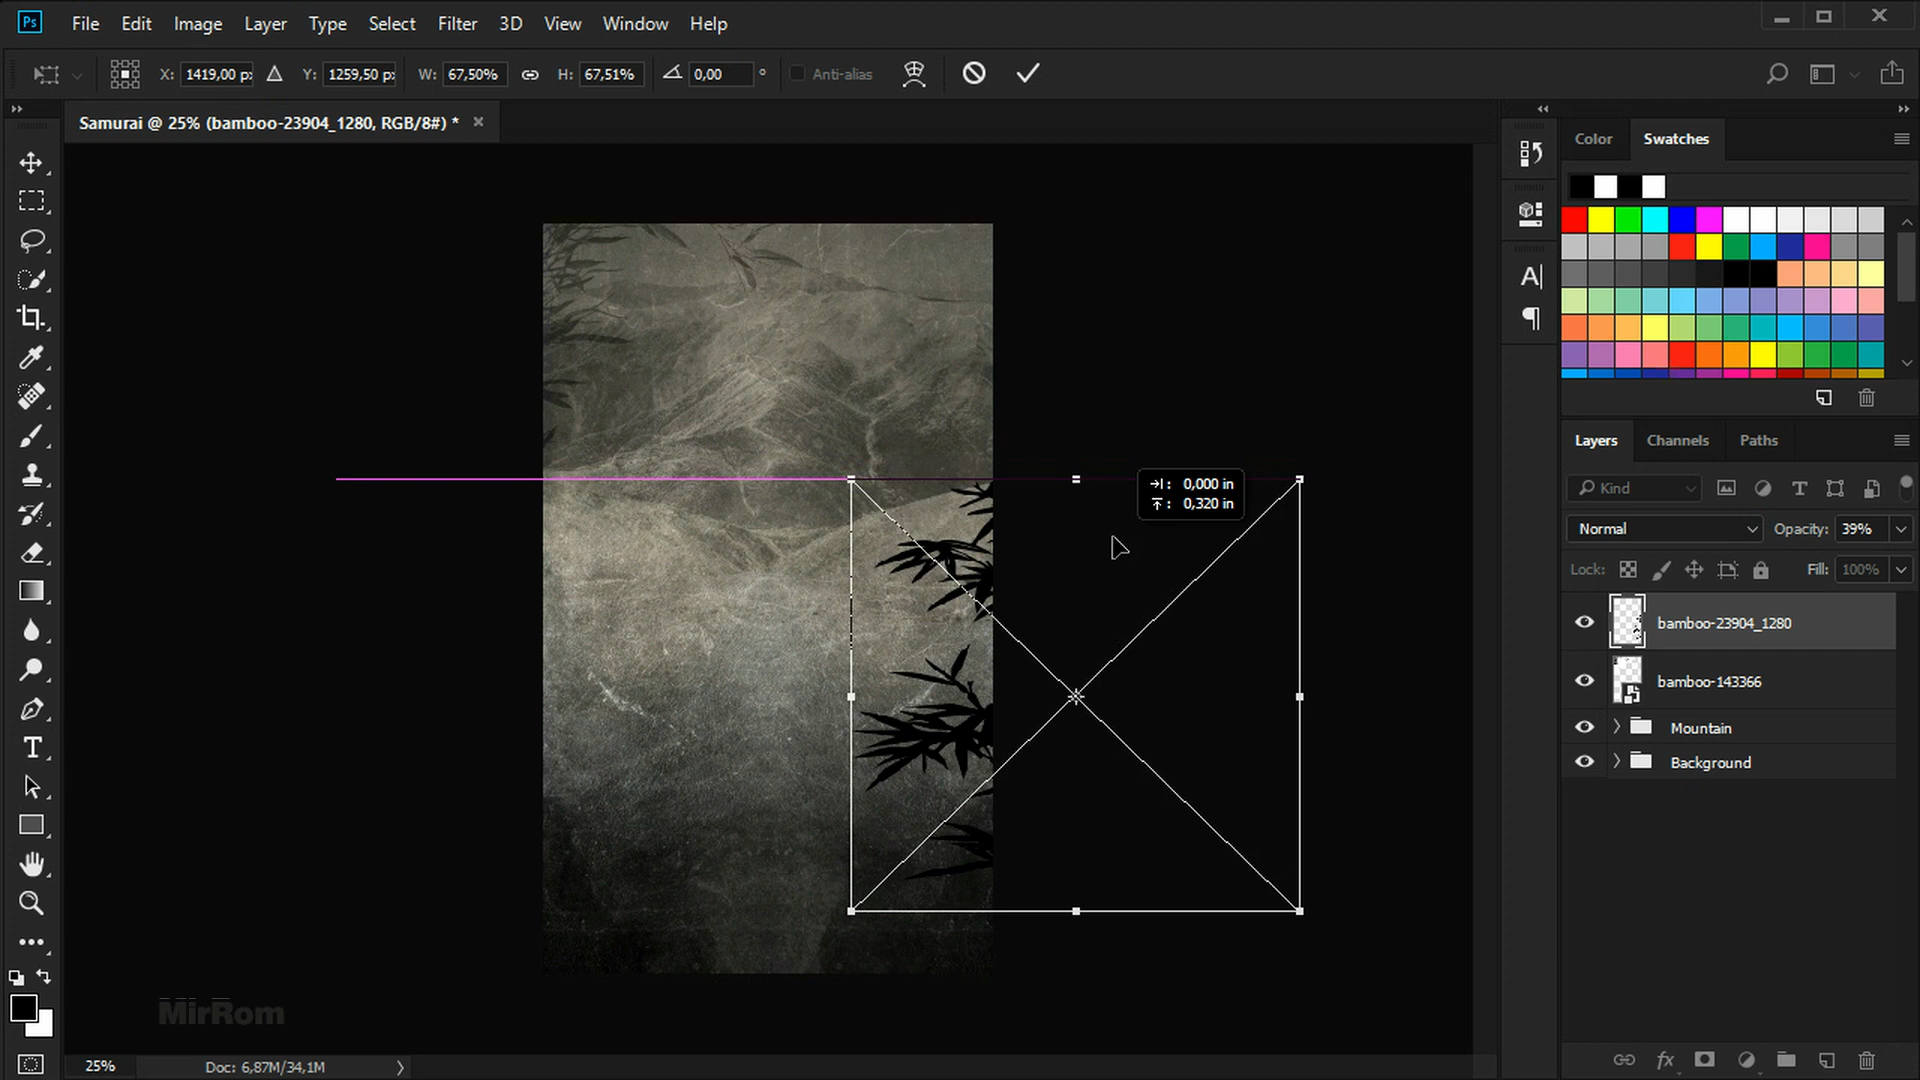 Ps File Edit Image Layer Type Select Filter 3D View Window Help
X: 1419,00 px Y: 1259,50 px W: 67,50% H: 67,51% 0,00 ° Anti-alias
Samurai @ 25% (bamboo-23904_1280, RGB/8#) * ×
Color Swatches
0,000 in
0,320 in
Layers Channels Paths
Kind
Normal Opacity: 39%
Lock: Fill: 100%
bamboo-23904_1280
bamboo-143366
Mountain
Background
MirRom
25% Doc: 6,87M/34,1M